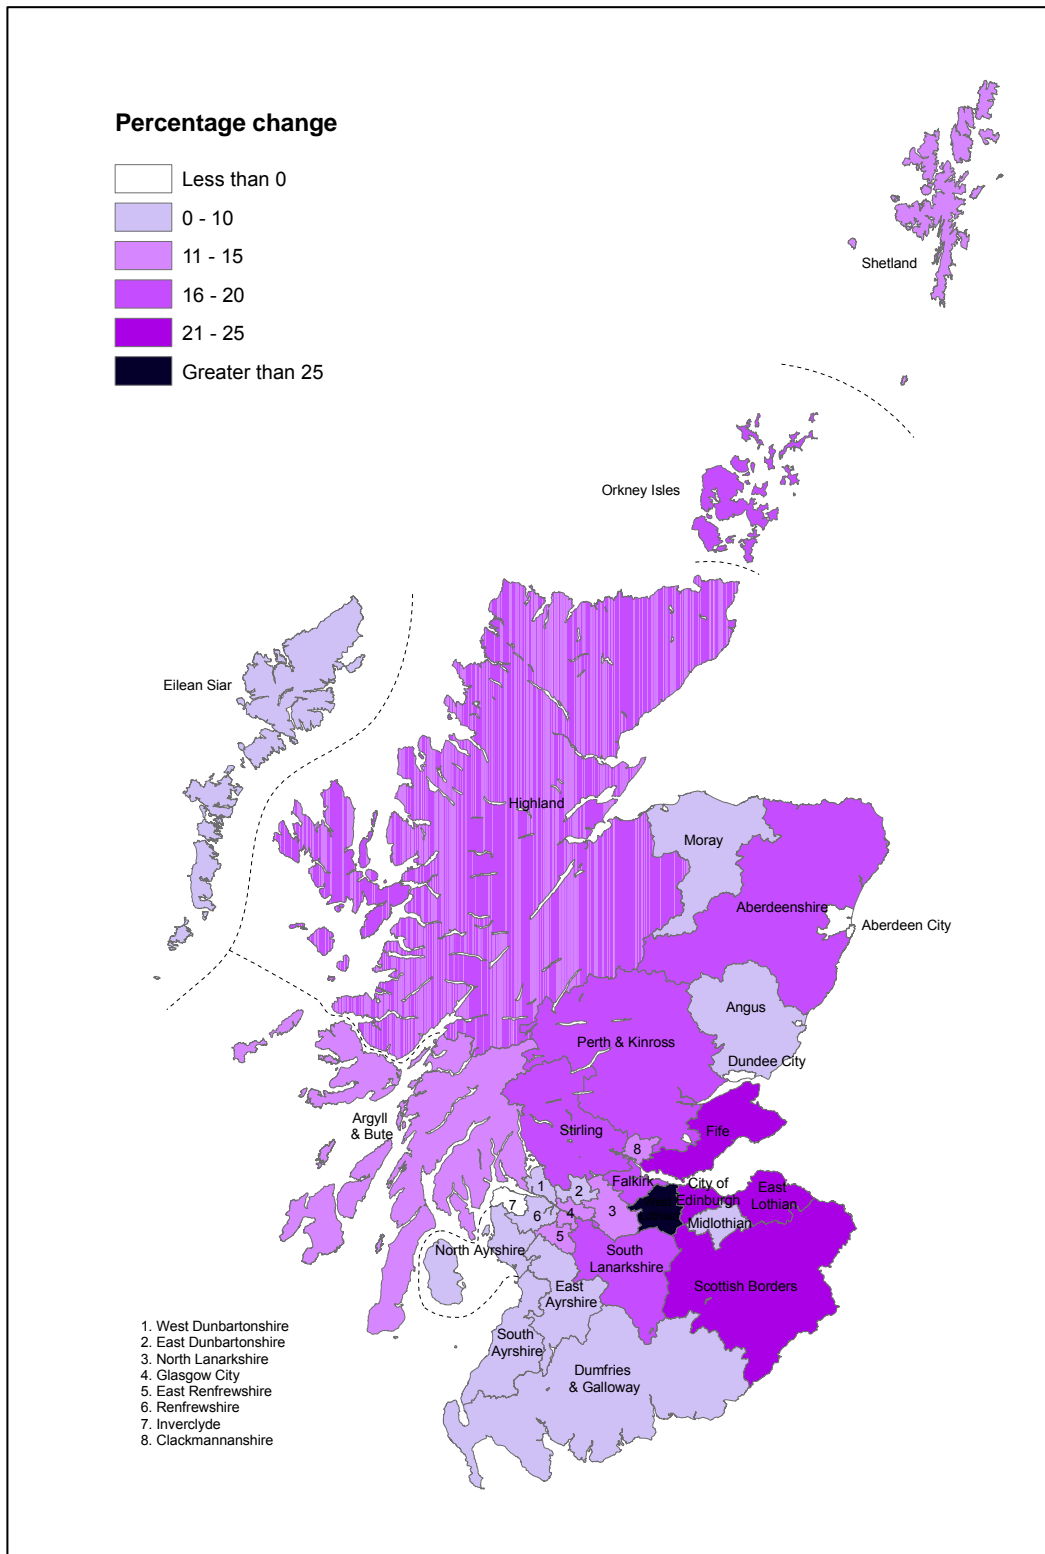 Percentage change
Less than 0
0 - 10
11 - 15
16 - 20
21 - 25
Greater than 25
Shetland
Orkney Isles
Eilean Siar
Highland
Moray
Aberdeenshire
Aberdeen City
Angus
Perth & Kinross
Dundee City
Argyll
& Bute
Stirling
Fife
8
Falkirk
1
2
City of
Edinburgh
East
Lothian
7
6
4
3
Midlothian
5
North Ayrshire
South
Lanarkshire
Scottish Borders
East
Ayrshire
South
Ayrshire
Dumfries
& Galloway
1. West Dunbartonshire
2. East Dunbartonshire
3. North Lanarkshire
4. Glasgow City
5. East Renfrewshire
6. Renfrewshire
7. Inverclyde
8. Clackmannanshire